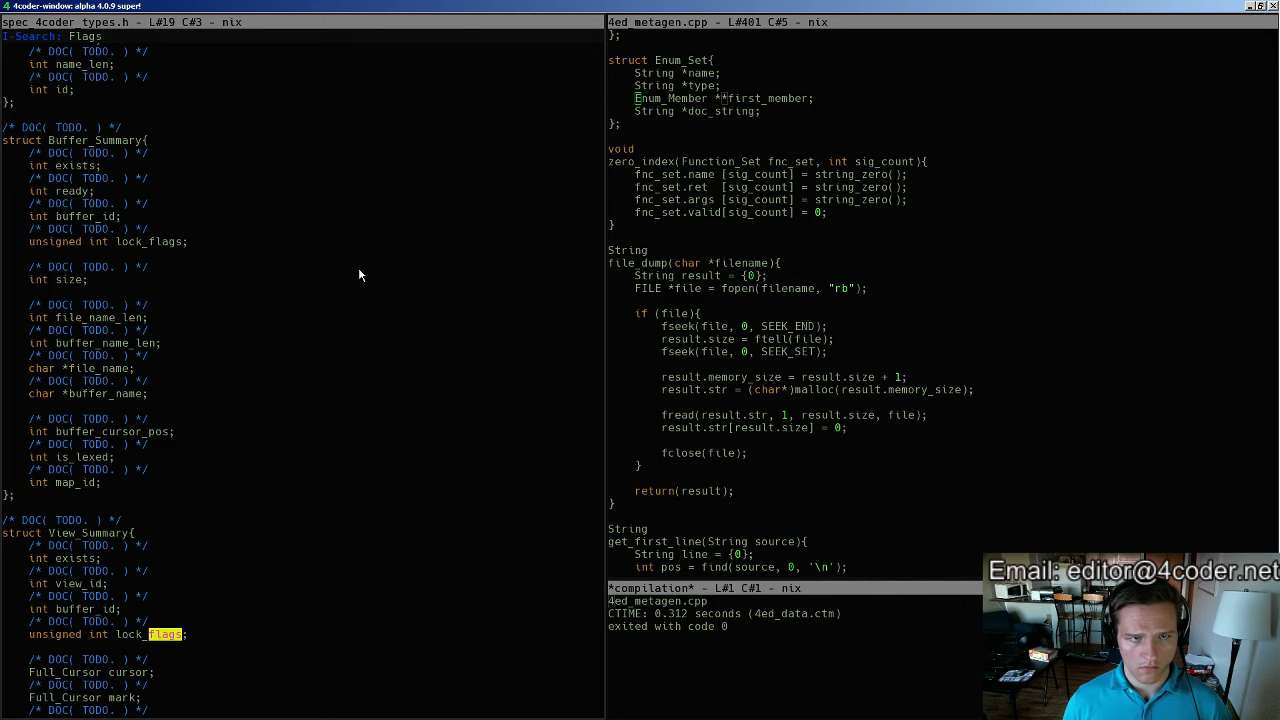 4coder-window: alpha 4.0.9 super!
spec_4coder_types.h - L#19 C#3 - nix
I-Search: Flags
/* DOC( TODO. ) */
int name_len;
/* DOC( TODO. ) */
int id;
};
/* DOC( TODO. ) */
struct Buffer_Summary{
/* DOC( TODO. ) */
int exists;
/* DOC( TODO. ) */
int ready;
/* DOC( TODO. ) */
int buffer_id;
/* DOC( TODO. ) */
unsigned int lock_flags;
/* DOC( TODO. ) */
int size;
/* DOC( TODO. ) */
int file_name_len;
/* DOC( TODO. ) */
int buffer_name_len;
/* DOC( TODO. ) */
char *file_name;
/* DOC( TODO. ) */
char *buffer_name;
/* DOC( TODO. ) */
int buffer_cursor_pos;
/* DOC( TODO. ) */
int is_lexed;
/* DOC( TODO. ) */
int map_id;
};
/* DOC( TODO. ) */
struct View_Summary{
/* DOC( TODO. ) */
int exists;
/* DOC( TODO. ) */
int view_id;
/* DOC( TODO. ) */
int buffer_id;
/* DOC( TODO. ) */
unsigned int lock_flags;
/* DOC( TODO. ) */
Full_Cursor cursor;
/* DOC( TODO. ) */
Full_Cursor mark;
/* DOC( TODO. ) */
4ed_metagen.cpp - L#401 C#5 - nix
};
struct Enum_Set{
String *name;
String *type;
Enum_Member **first_member;
String *doc_string;
};
void
zero_index(Function_Set fnc_set, int sig_count){
fnc_set.name [sig_count] = string_zero();
fnc_set.ret  [sig_count] = string_zero();
fnc_set.args [sig_count] = string_zero();
fnc_set.valid[sig_count] = 0;
}
String
file_dump(char *filename){
String result = {0};
FILE *file = fopen(filename, "rb");
if (file){
fseek(file, 0, SEEK_END);
result.size = ftell(file);
fseek(file, 0, SEEK_SET);
result.memory_size = result.size + 1;
result.str = (char*)malloc(result.memory_size);
fread(result.str, 1, result.size, file);
result.str[result.size] = 0;
fclose(file);
}
return(result);
}
String
get_first_line(String source){
String line = {0};
int pos = find(source, 0, '\n');
*compilation* - L#1 C#1 - nix
4ed_metagen.cpp
CTIME: 0.312 seconds (4ed_data.ctm)
exited with code 0
Email: editor@4coder.net